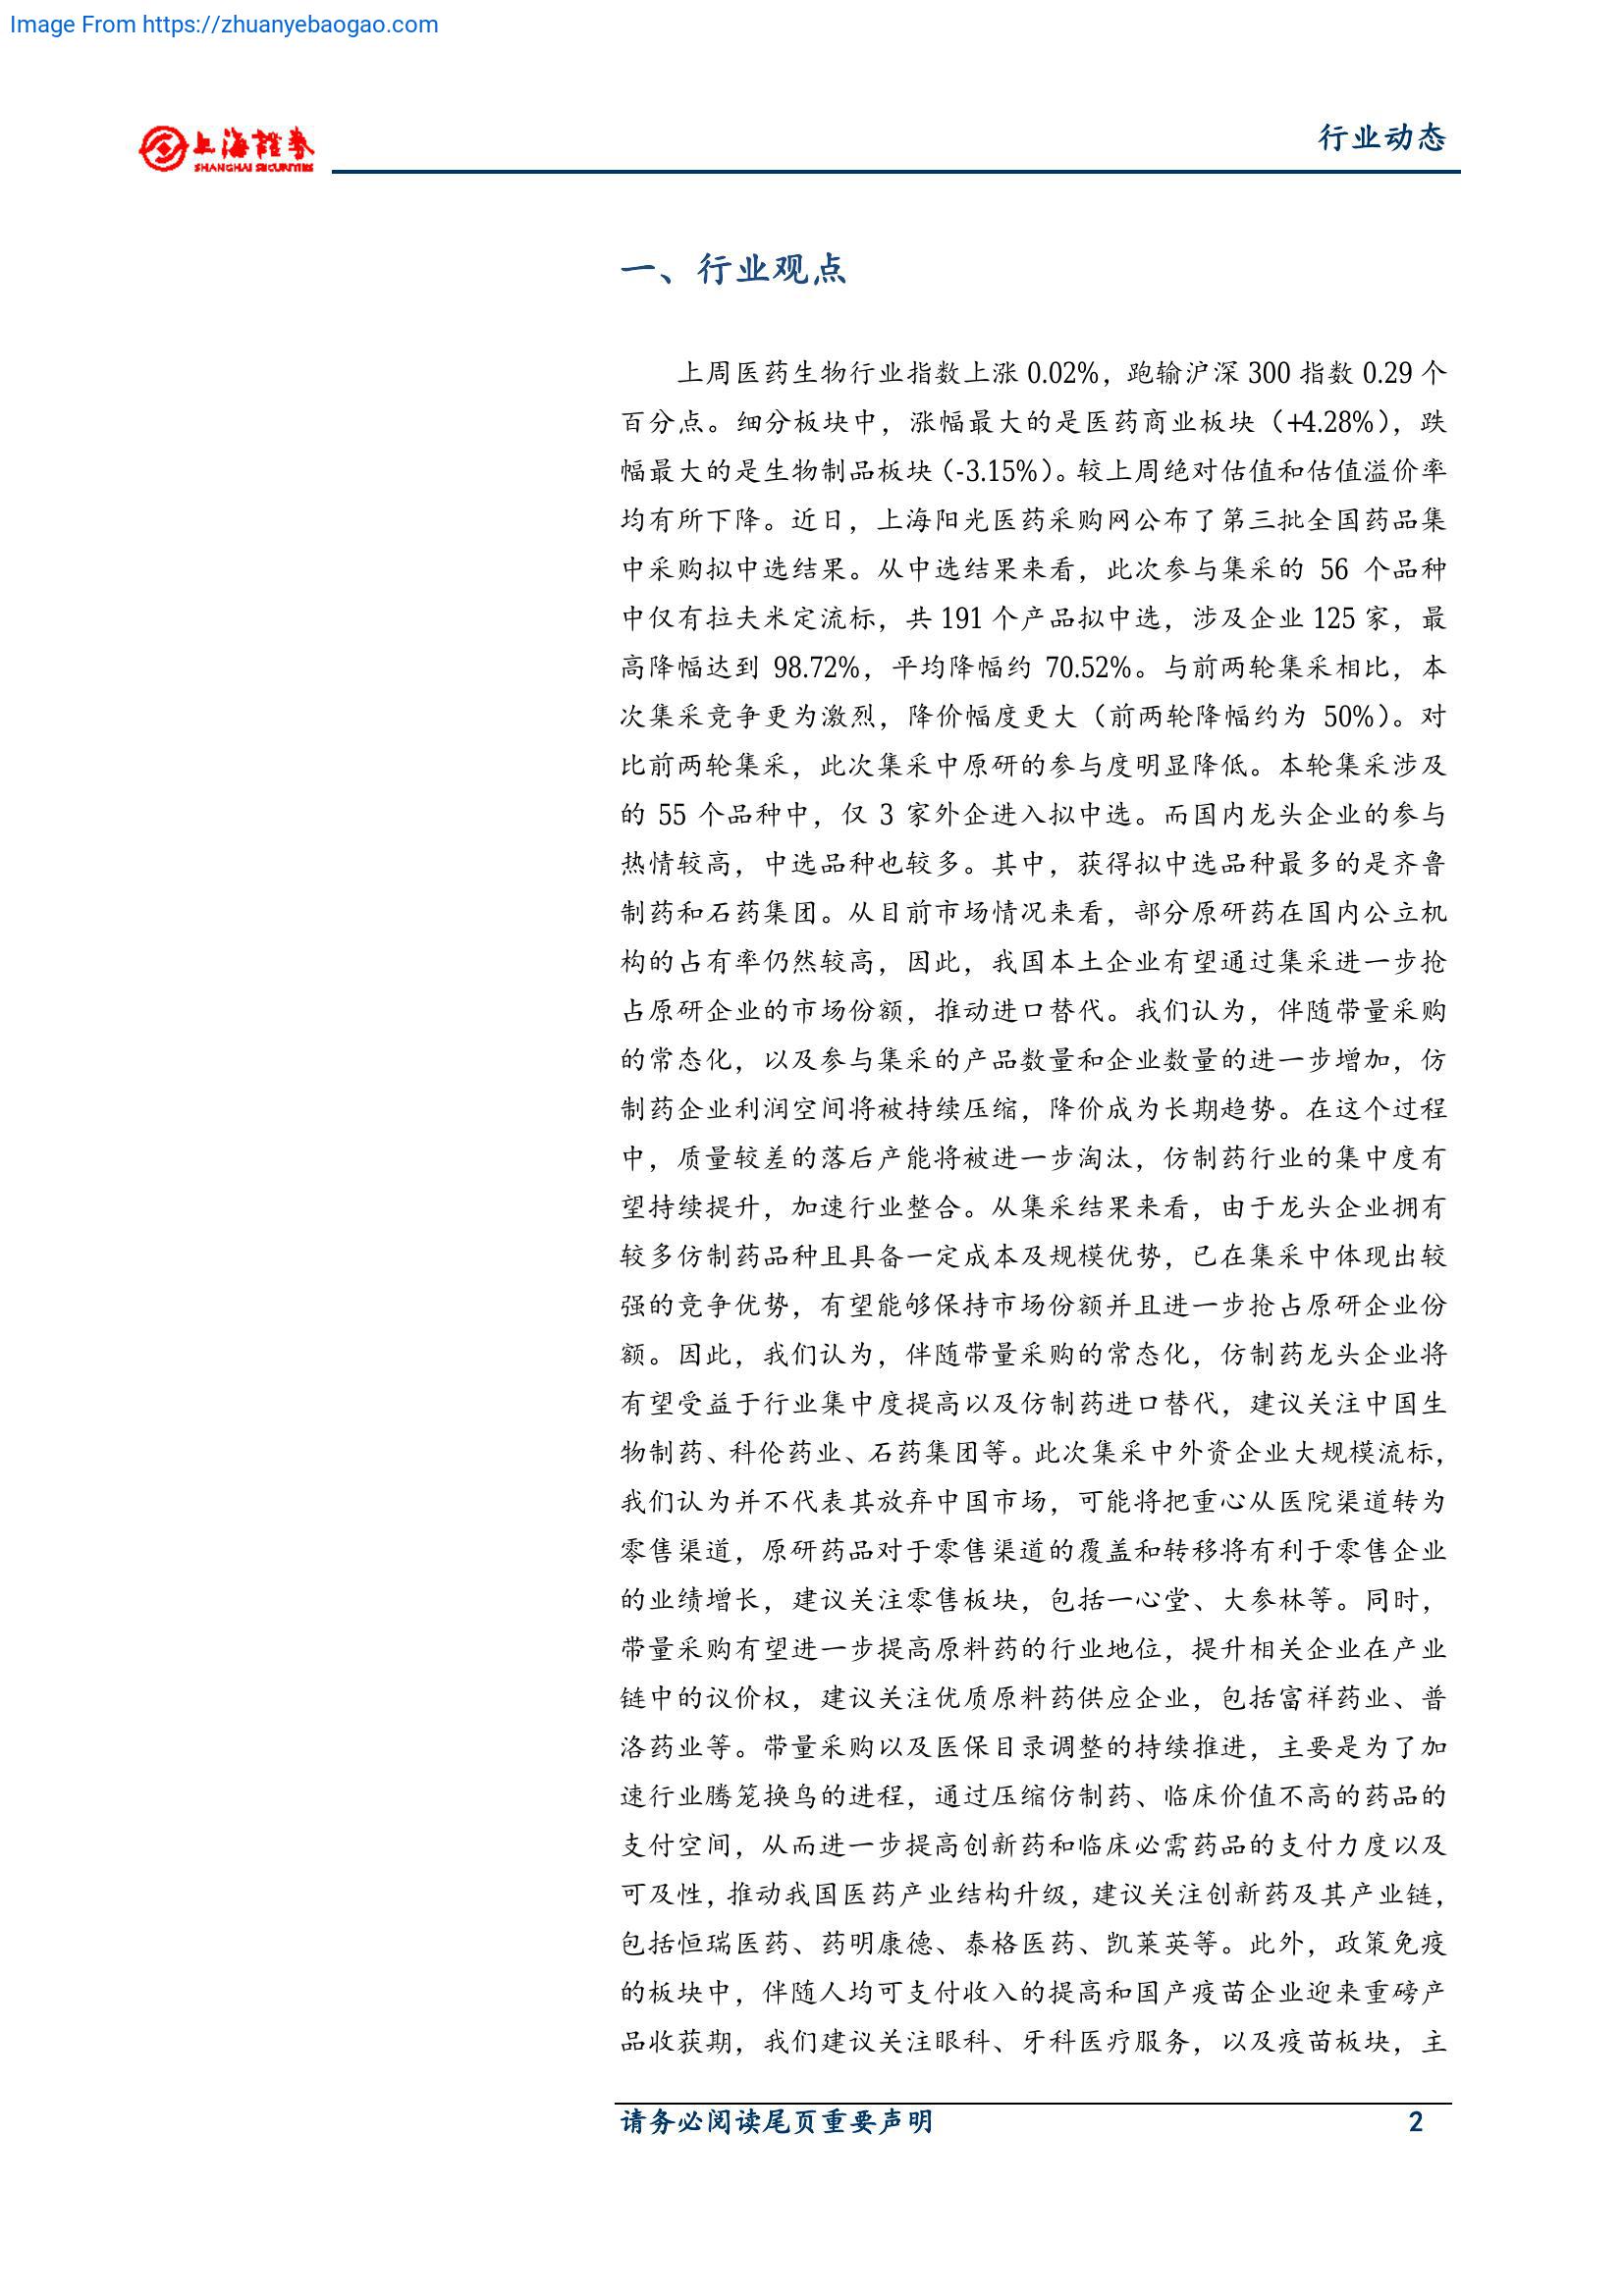 Image From https://zhuanyebaogao.com
上海證券
SHANGHAI SECURITIES
行业动态
一、行业观点
上周医药生物行业指数上涨 0.02%，跑输沪深 300 指数 0.29 个
百分点。细分板块中，涨幅最大的是医药商业板块（+4.28%），跌
幅最大的是生物制品板块（-3.15%）。较上周绝对估值和估值溢价率
均有所下降。近日，上海阳光医药采购网公布了第三批全国药品集
中采购拟中选结果。从中选结果来看，此次参与集采的 56 个品种
中仅有拉夫米定流标，共 191 个产品拟中选，涉及企业 125 家，最
高降幅达到 98.72%，平均降幅约 70.52%。与前两轮集采相比，本
次集采竞争更为激烈，降价幅度更大（前两轮降幅约为 50%）。对
比前两轮集采，此次集采中原研的参与度明显降低。本轮集采涉及
的 55 个品种中，仅 3 家外企进入拟中选。而国内龙头企业的参与
热情较高，中选品种也较多。其中，获得拟中选品种最多的是齐鲁
制药和石药集团。从目前市场情况来看，部分原研药在国内公立机
构的占有率仍然较高，因此，我国本土企业有望通过集采进一步抢
占原研企业的市场份额，推动进口替代。我们认为，伴随带量采购
的常态化，以及参与集采的产品数量和企业数量的进一步增加，仿
制药企业利润空间将被持续压缩，降价成为长期趋势。在这个过程
中，质量较差的落后产能将被进一步淘汰，仿制药行业的集中度有
望持续提升，加速行业整合。从集采结果来看，由于龙头企业拥有
较多仿制药品种且具备一定成本及规模优势，已在集采中体现出较
强的竞争优势，有望能够保持市场份额并且进一步抢占原研企业份
额。因此，我们认为，伴随带量采购的常态化，仿制药龙头企业将
有望受益于行业集中度提高以及仿制药进口替代，建议关注中国生
物制药、科伦药业、石药集团等。此次集采中外资企业大规模流标，
我们认为并不代表其放弃中国市场，可能将把重心从医院渠道转为
零售渠道，原研药品对于零售渠道的覆盖和转移将有利于零售企业
的业绩增长，建议关注零售板块，包括一心堂、大参林等。同时，
带量采购有望进一步提高原料药的行业地位，提升相关企业在产业
链中的议价权，建议关注优质原料药供应企业，包括富祥药业、普
洛药业等。带量采购以及医保目录调整的持续推进，主要是为了加
速行业腾笼换鸟的进程，通过压缩仿制药、临床价值不高的药品的
支付空间，从而进一步提高创新药和临床必需药品的支付力度以及
可及性，推动我国医药产业结构升级，建议关注创新药及其产业链，
包括恒瑞医药、药明康德、泰格医药、凯莱英等。此外，政策免疫
的板块中，伴随人均可支付收入的提高和国产疫苗企业迎来重磅产
品收获期，我们建议关注眼科、牙科医疗服务，以及疫苗板块，主
请务必阅读尾页重要声明 2